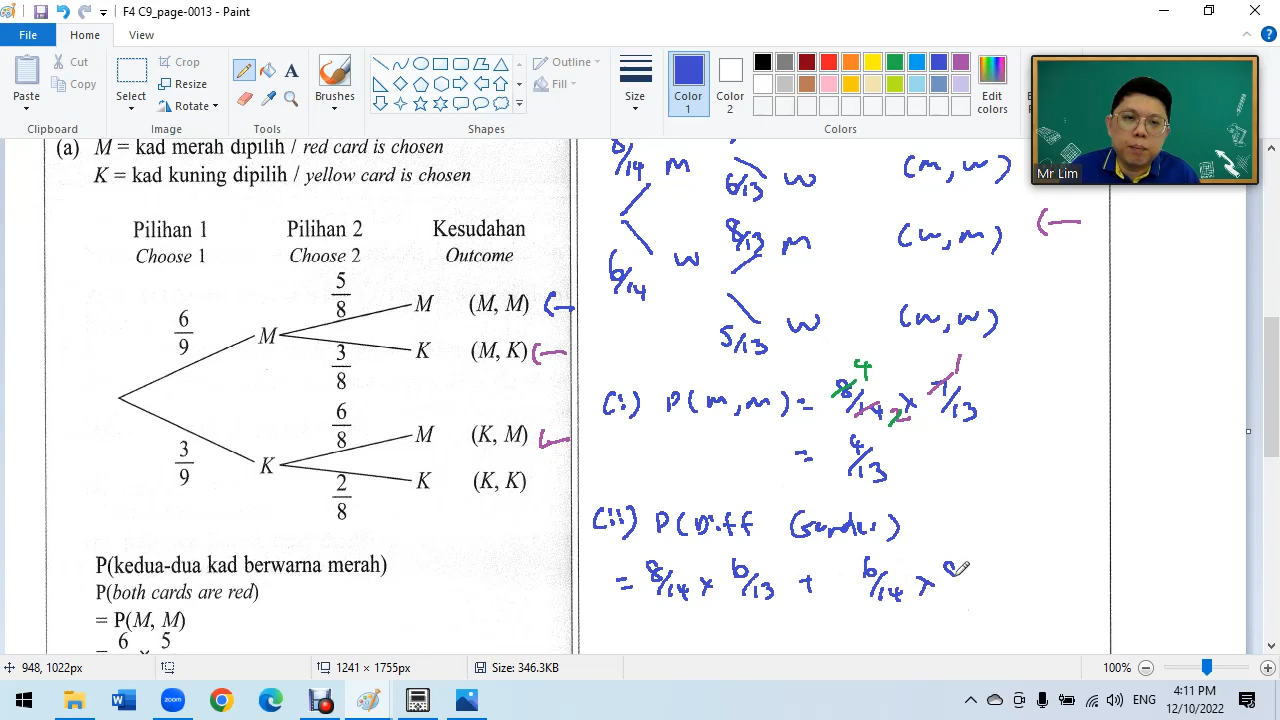 F4 C9_page-0013 - Paint
File Home View
Cut
Copy
Paste
Clipboard
Crop
Resize
Rotate
Select
Image
Tools
Brushes
Outline
Fill
Shapes
Size
Color 1
Color 2
Edit colors
Colors
Mr Lim
(a) M = kad merah dipilih / red card is chosen
K = kad kuning dipilih / yellow card is chosen
Pilihan 1 Pilihan 2 Kesudahan
Choose 1 Choose 2 Outcome
6/9 M 5/8 M (M, M)
3/8 K (M, K)
3/9 K 6/8 M (K, M)
2/8 K (K, K)
P(kedua-dua kad berwarna merah)
P(both cards are red)
= P(M, M)
6 × 5
8/14 M 6/13 W (M, W)
6/14 W 8/13 M (W, M)
5/13 W (W, W)
(i) P(M, M) = 8/14 × 7/13
4 2 1
= 4/13
(ii) P(Diff Gender)
= 8/14 × 6/13 + 6/14 ×
948, 1022px
1241 × 1755px
Size: 346.3KB
100%
zoom
ENG
4:11 PM
12/10/2022